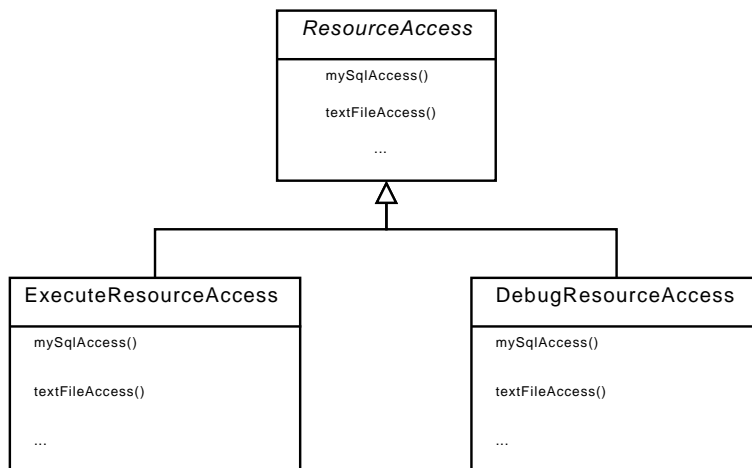 ResourceAccess
mySqlAccess()
textFileAccess()
...
ExecuteResourceAccess
mySqlAccess()
textFileAccess()
...
DebugResourceAccess
mySqlAccess()
textFileAccess()
...